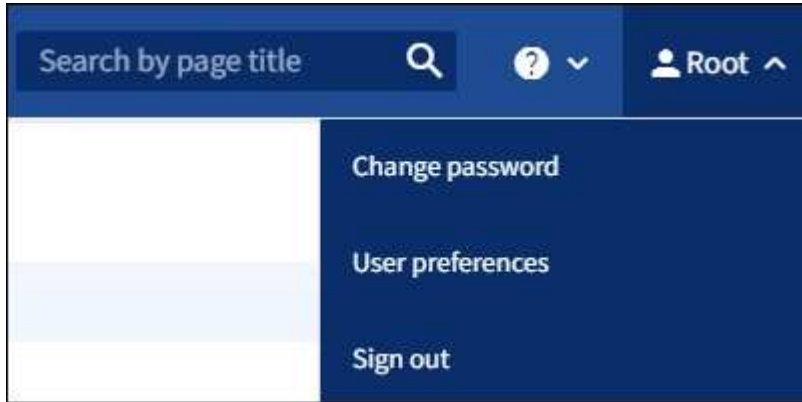 Search by page title
Root
Change password
User preferences
Sign out